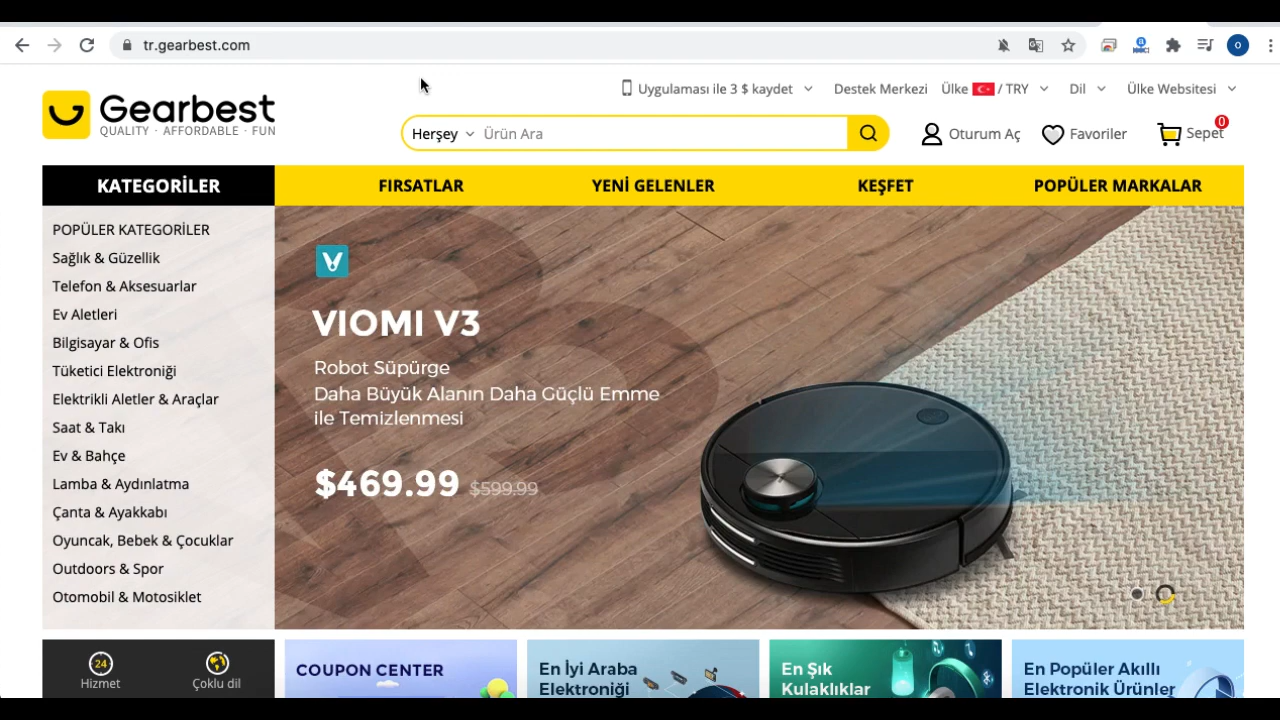 tr.gearbest.com
Uygulaması ile 3 $ kaydet
Destek Merkezi
Ülke / TRY
Dil
Ülke Websitesi
Gearbest
QUALITY · AFFORDABLE · FUN
Herşey
Ürün Ara
Oturum Aç
Favoriler
Sepet
0
KATEGORİLER
FIRSATLAR
YENİ GELENLER
KEŞFET
POPÜLER MARKALAR
POPÜLER KATEGORİLER
Sağlık & Güzellik
Telefon & Aksesuarlar
Ev Aletleri
Bilgisayar & Ofis
Tüketici Elektroniği
Elektrikli Aletler & Araçlar
Saat & Takı
Ev & Bahçe
Lamba & Aydınlatma
Çanta & Ayakkabı
Oyuncak, Bebek & Çocuklar
Outdoors & Spor
Otomobil & Motosiklet
VIOMI V3
Robot Süpürge
Daha Büyük Alanın Daha Güçlü Emme
ile Temizlenmesi
$469.99 $599.99
24
Hizmet
Çoklu dil
COUPON CENTER
En İyi Araba
Elektroniği
En Şık
Kulaklıklar
En Popüler Akıllı
Elektronik Ürünler